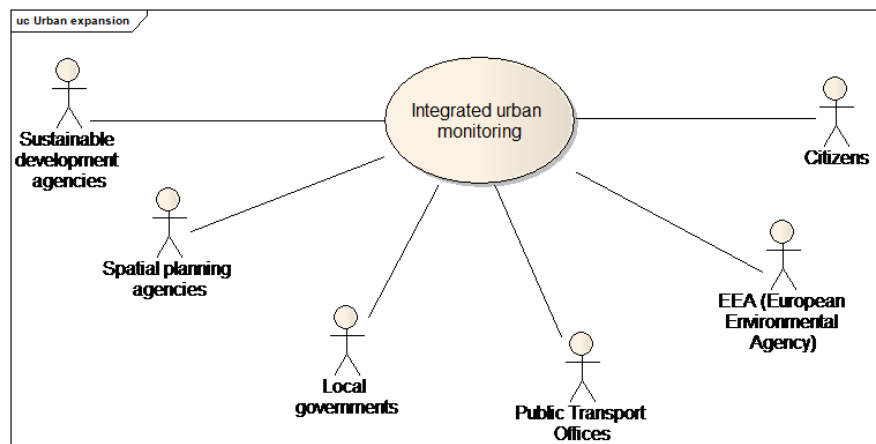 uc Urban expansion
Integrated urban
monitoring
Sustainable
development
agencies
Citizens
Spatial planning
agencies
EEA (European
Environmental
Agency)
Local
governments
Public Transport
Offices